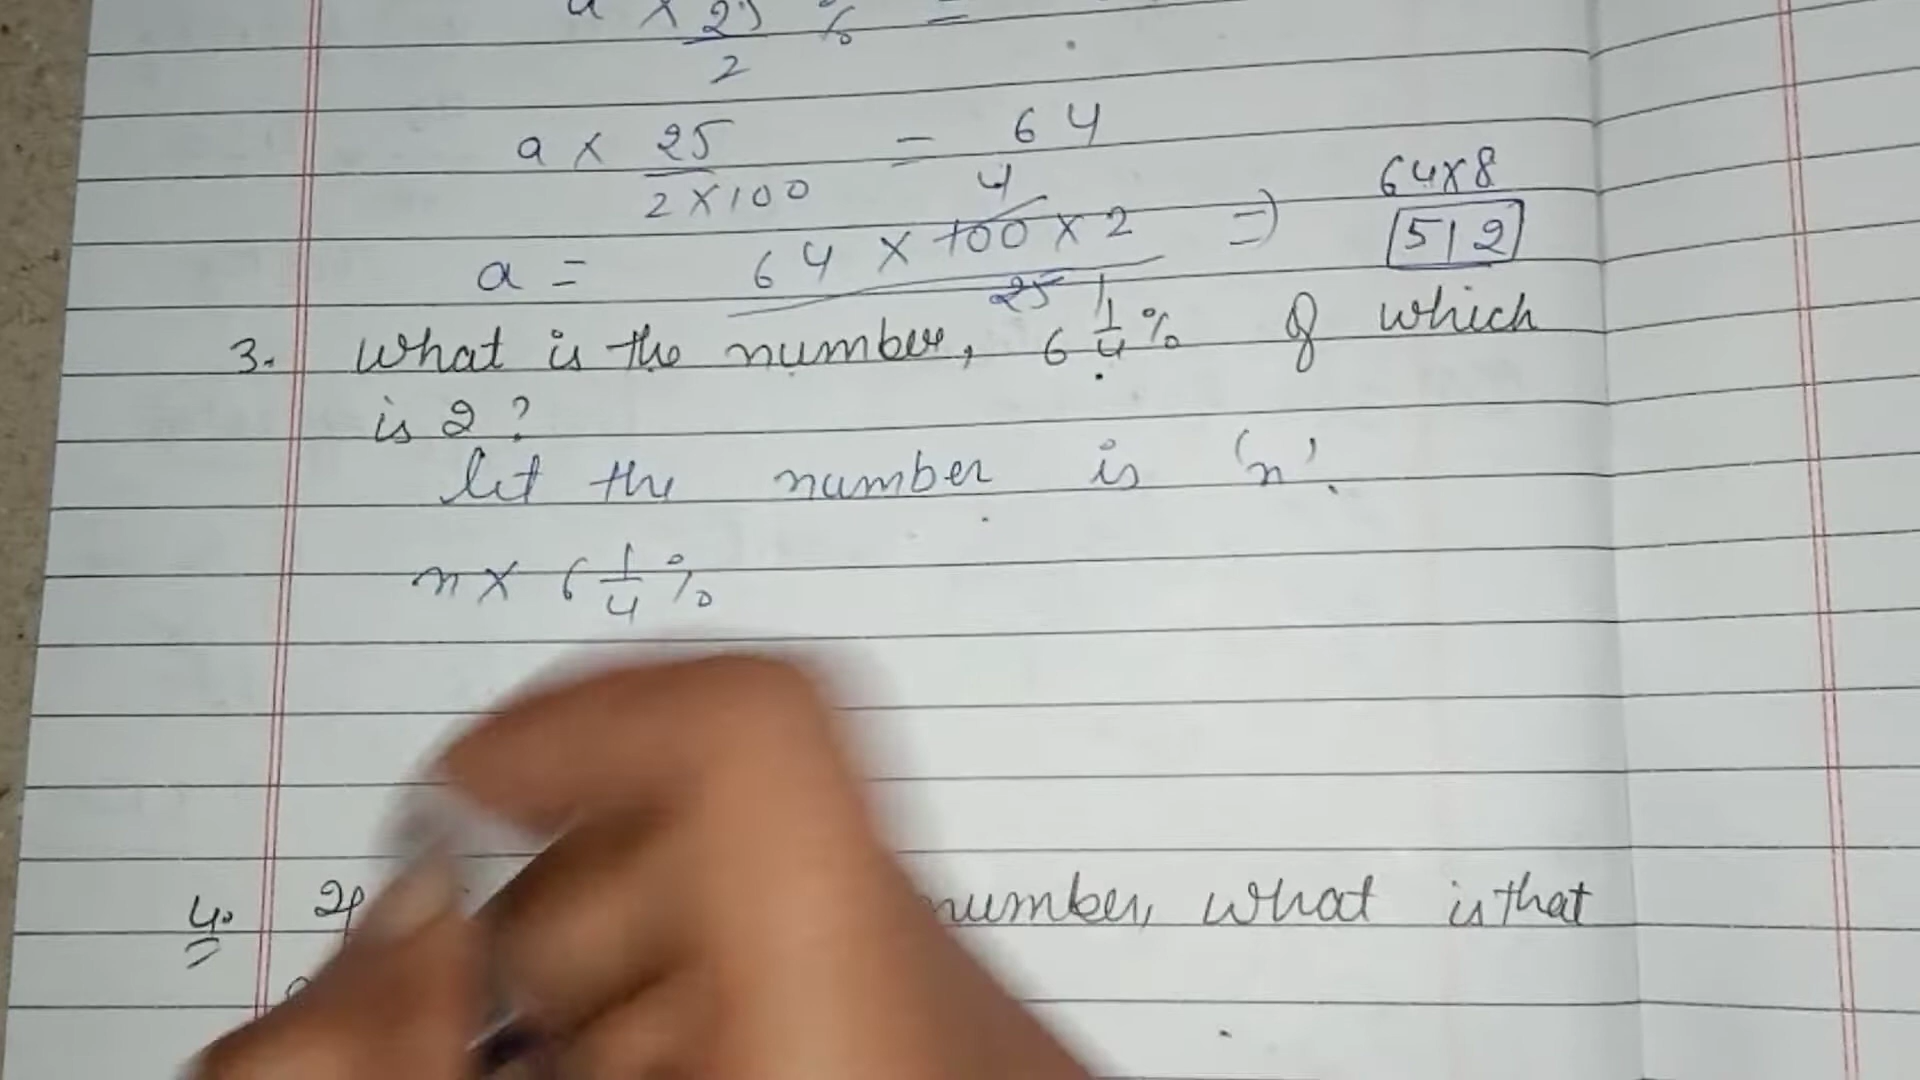 a × 25 % =
2
a × 25 = 64
2×100
64×8
4
a = 64 × 100 × 2 => 512
25
3. What is the number, 6 1/4 % of which
is 2 ?
let the number is 'n'.
n × 6 1/4 %
4. If number, what is that